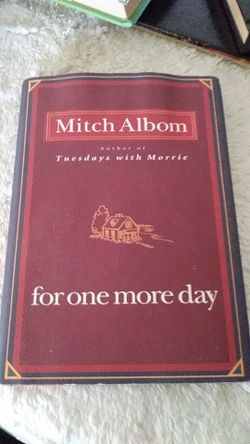 Mitch Albom
Author of
Tuesdays with Morrie
for one more day